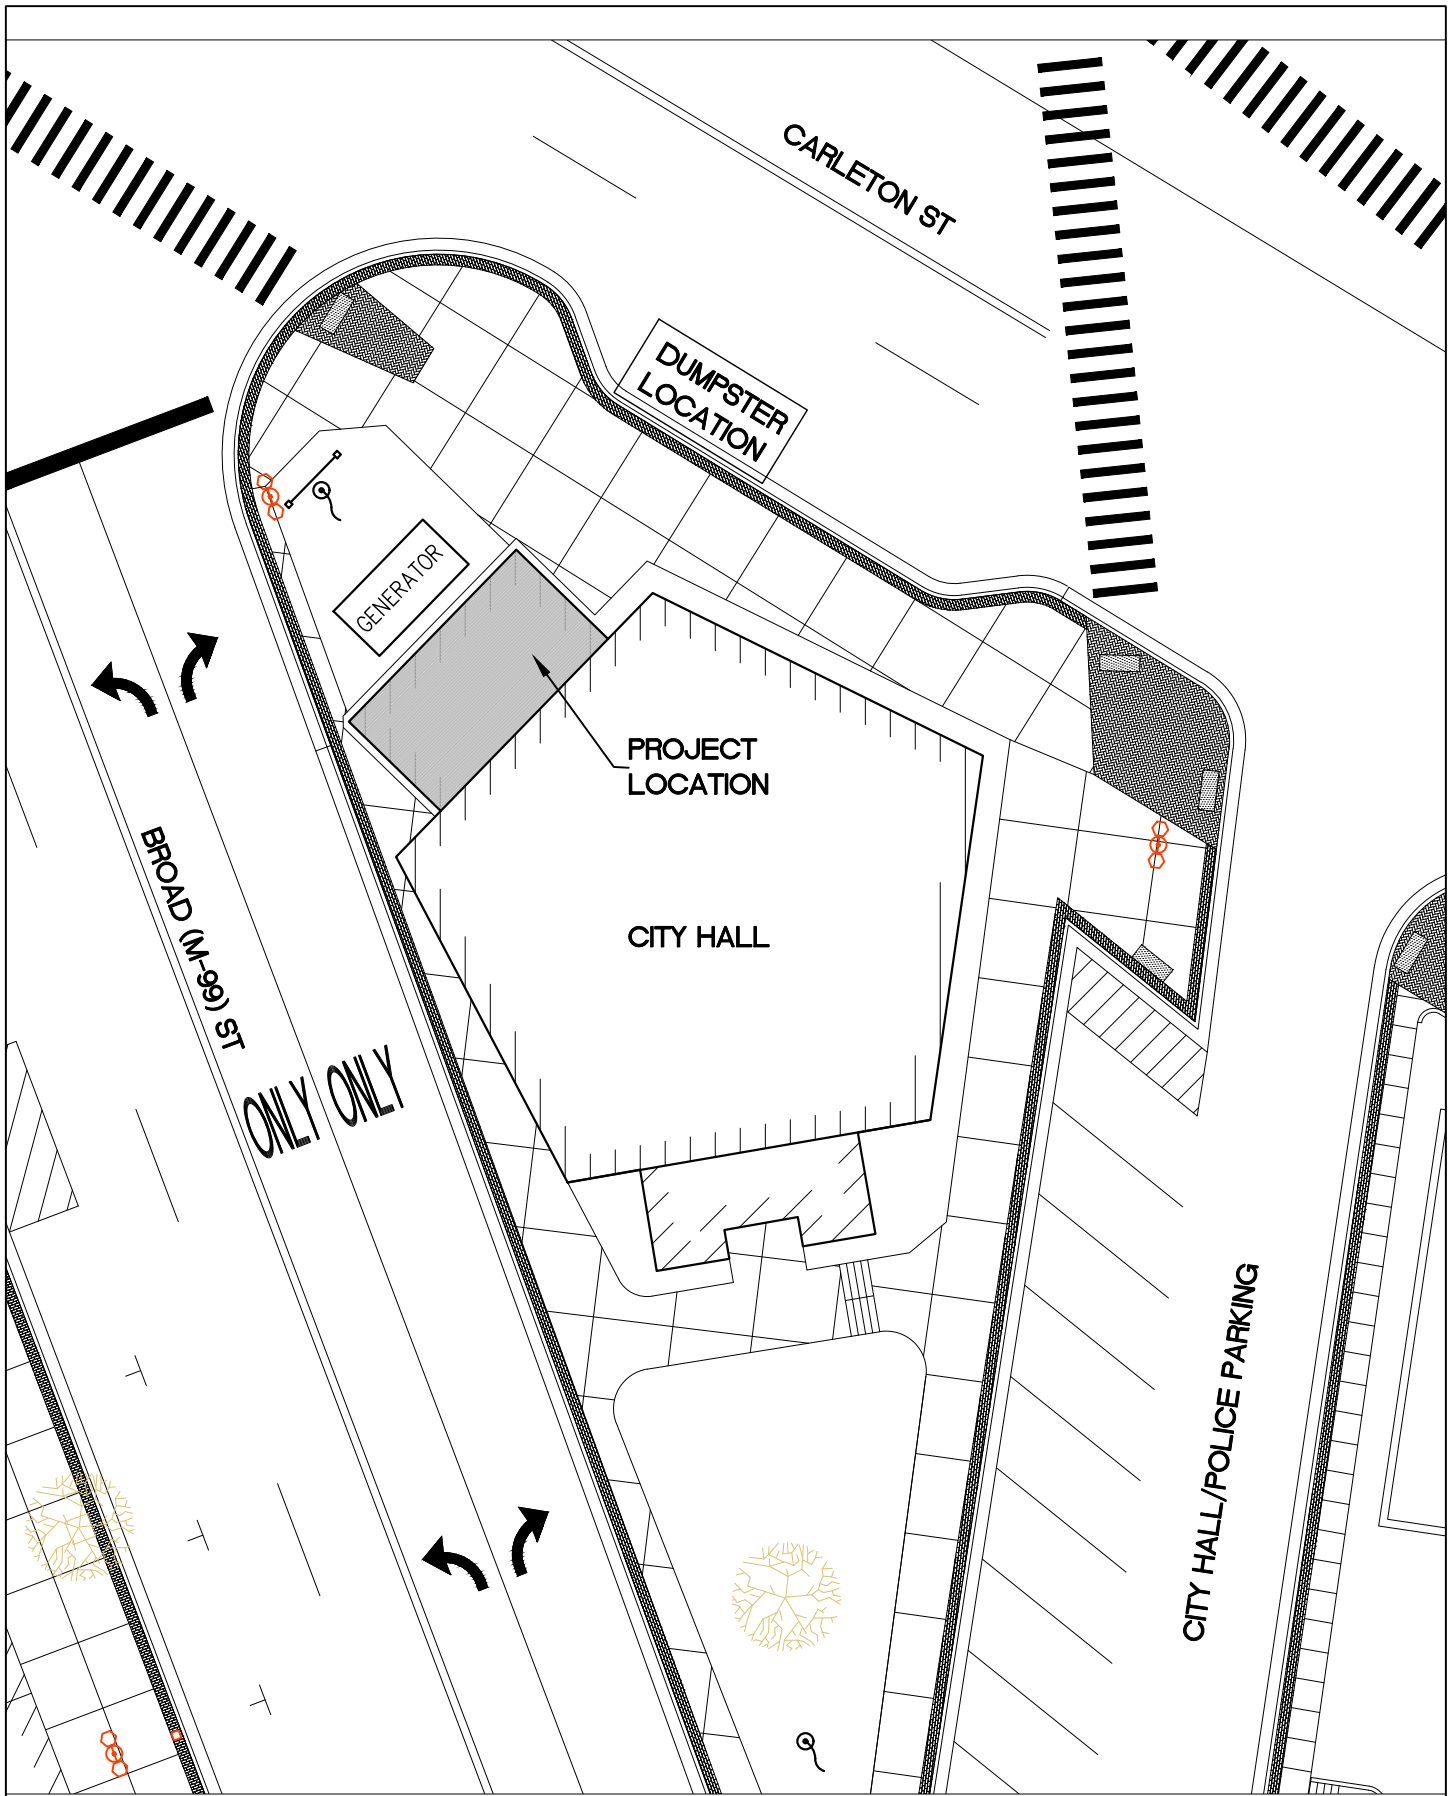 CARLETON ST
DUMPSTER
LOCATION
GENERATOR
PROJECT
LOCATION
BROAD (M-99) ST
CITY HALL
ONLY ONLY
CITY HALL/POLICE PARKING